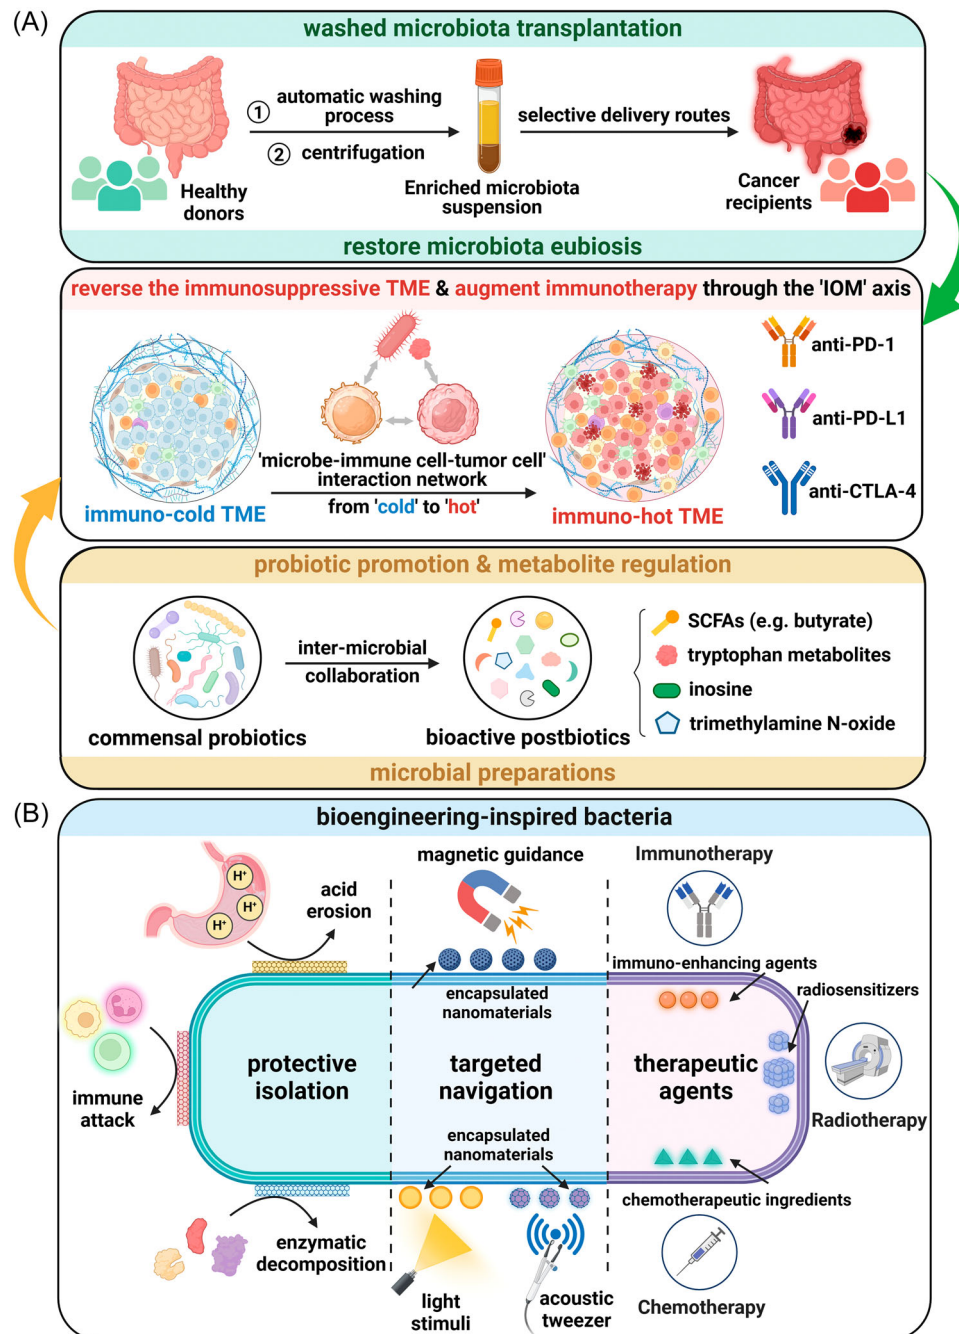 (A)
washed microbiota transplantation
① automatic washing
process
② centrifugation
selective delivery routes
Healthy
donors
Enriched microbiota
suspension
Cancer
recipients
restore microbiota eubiosis
reverse the immunosuppressive TME & augment immunotherapy through the 'IOM' axis
anti-PD-1
anti-PD-L1
anti-CTLA-4
'microbe-immune cell-tumor cell'
interaction network
from 'cold' to 'hot'
immuno-cold TME
immuno-hot TME
probiotic promotion & metabolite regulation
inter-microbial
collaboration
SCFAs (e.g. butyrate)
tryptophan metabolites
inosine
trimethylamine N-oxide
commensal probiotics
bioactive postbiotics
microbial preparations
(B)
bioengineering-inspired bacteria
H⁺
H⁺
H⁺
acid
erosion
magnetic guidance
Immunotherapy
encapsulated
nanomaterials
immuno-enhancing agents
radiosensitizers
immune
attack
protective
isolation
targeted
navigation
therapeutic
agents
Radiotherapy
encapsulated
nanomaterials
chemotherapeutic ingredients
enzymatic
decomposition
light
stimuli
acoustic
tweezer
Chemotherapy